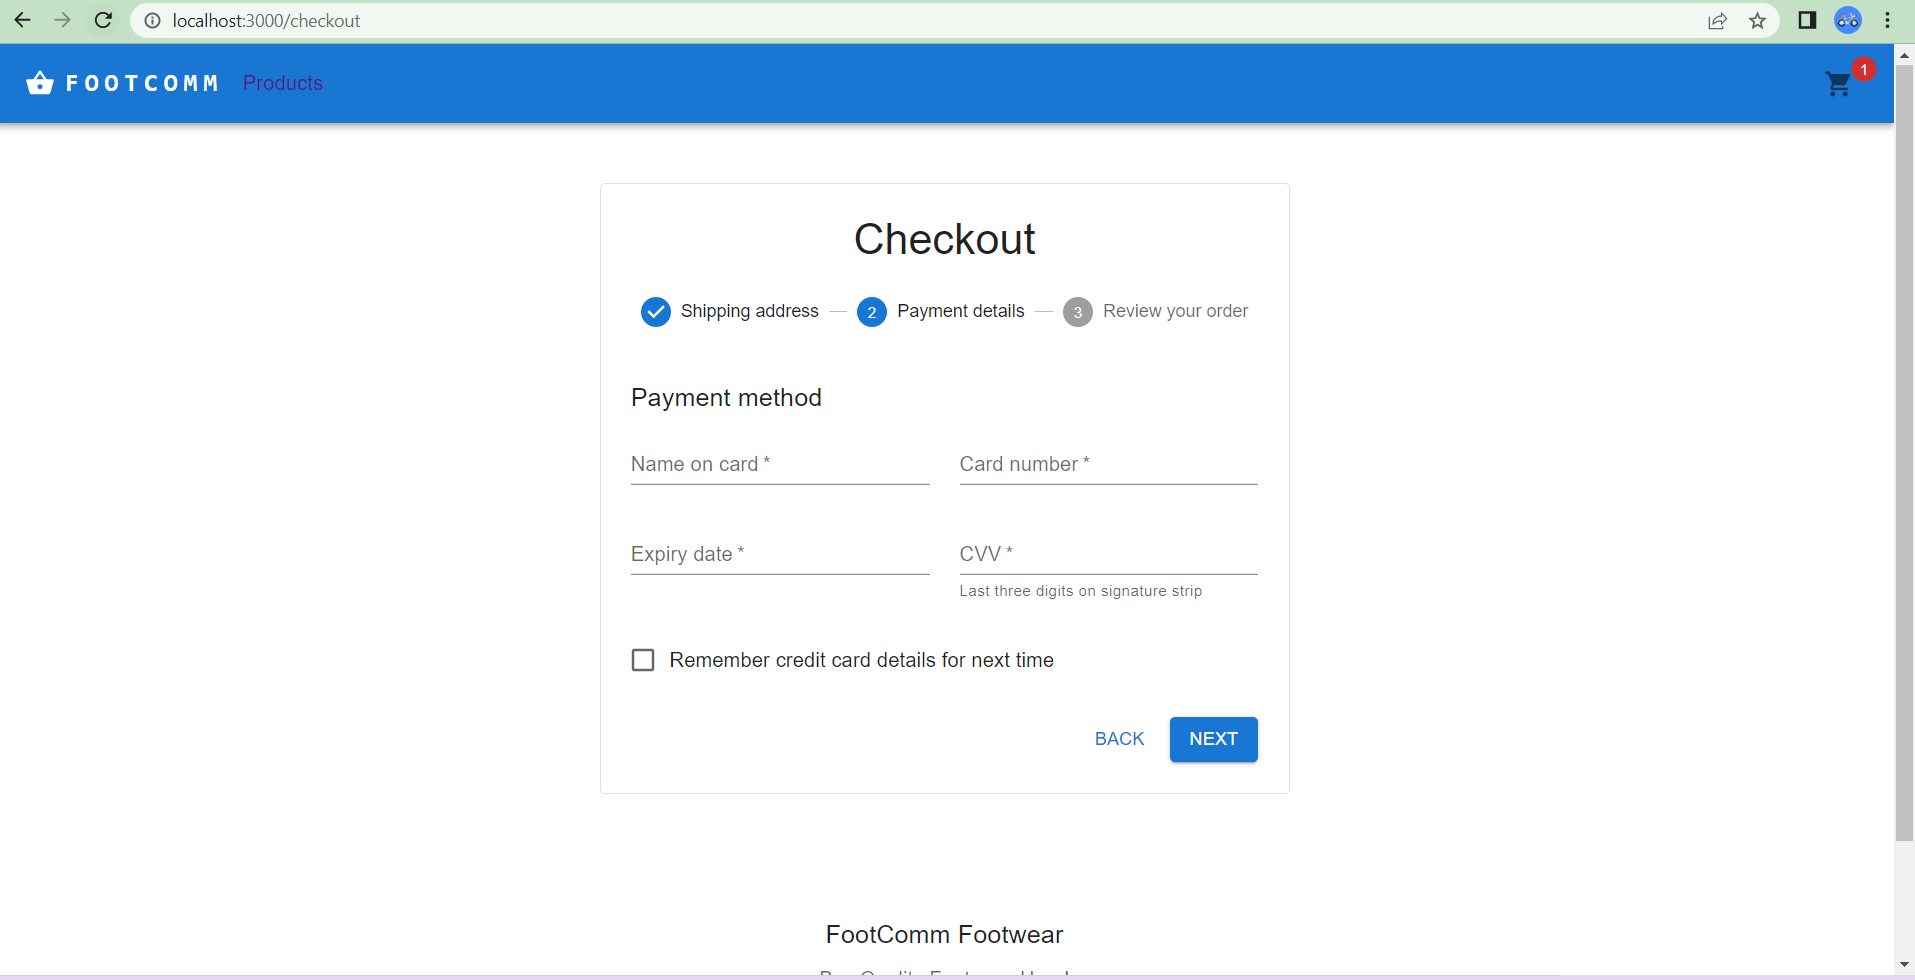 localhost:3000/checkout
FOOTCOMM Products 1
Checkout
Shipping address 2 Payment details 3 Review your order
Payment method
Name on card * Card number *
Expiry date * CVV *
Last three digits on signature strip
Remember credit card details for next time
BACK NEXT
FootComm Footwear